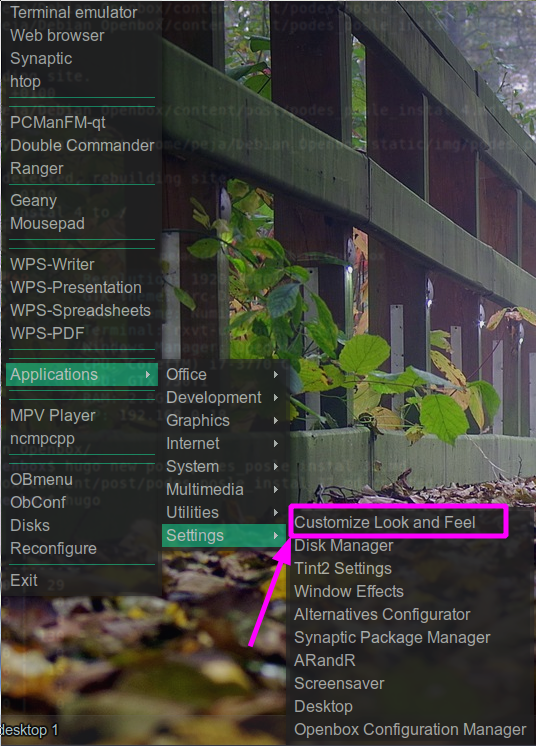 Terminal emulator
Web browser
Synaptic
htop
PCManFM-qt
Double Commander
Ranger
Geany
Mousepad
WPS-Writer
WPS-Presentation
WPS-Spreadsheets
WPS-PDF
Applications
MPV Player
ncmpcpp
OBmenu
ObConf
Disks
Reconfigure
Exit
Office
Development
Graphics
Internet
System
Multimedia
Utilities
Settings
Customize Look and Feel
Disk Manager
Tint2 Settings
Window Effects
Alternatives Configurator
Synaptic Package Manager
ARandR
Screensaver
Desktop
Openbox Configuration Manager
desktop 1